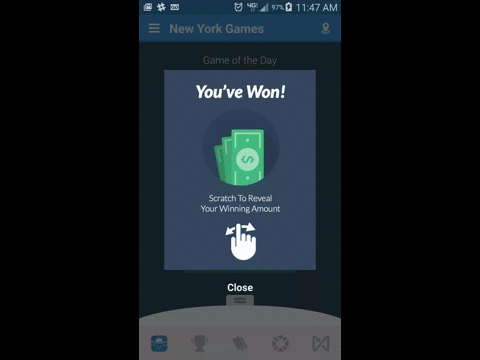 97% 11:47 AM
New York Games
Game of the Day
You've Won!
$
Scratch To Reveal
Your Winning Amount
Close